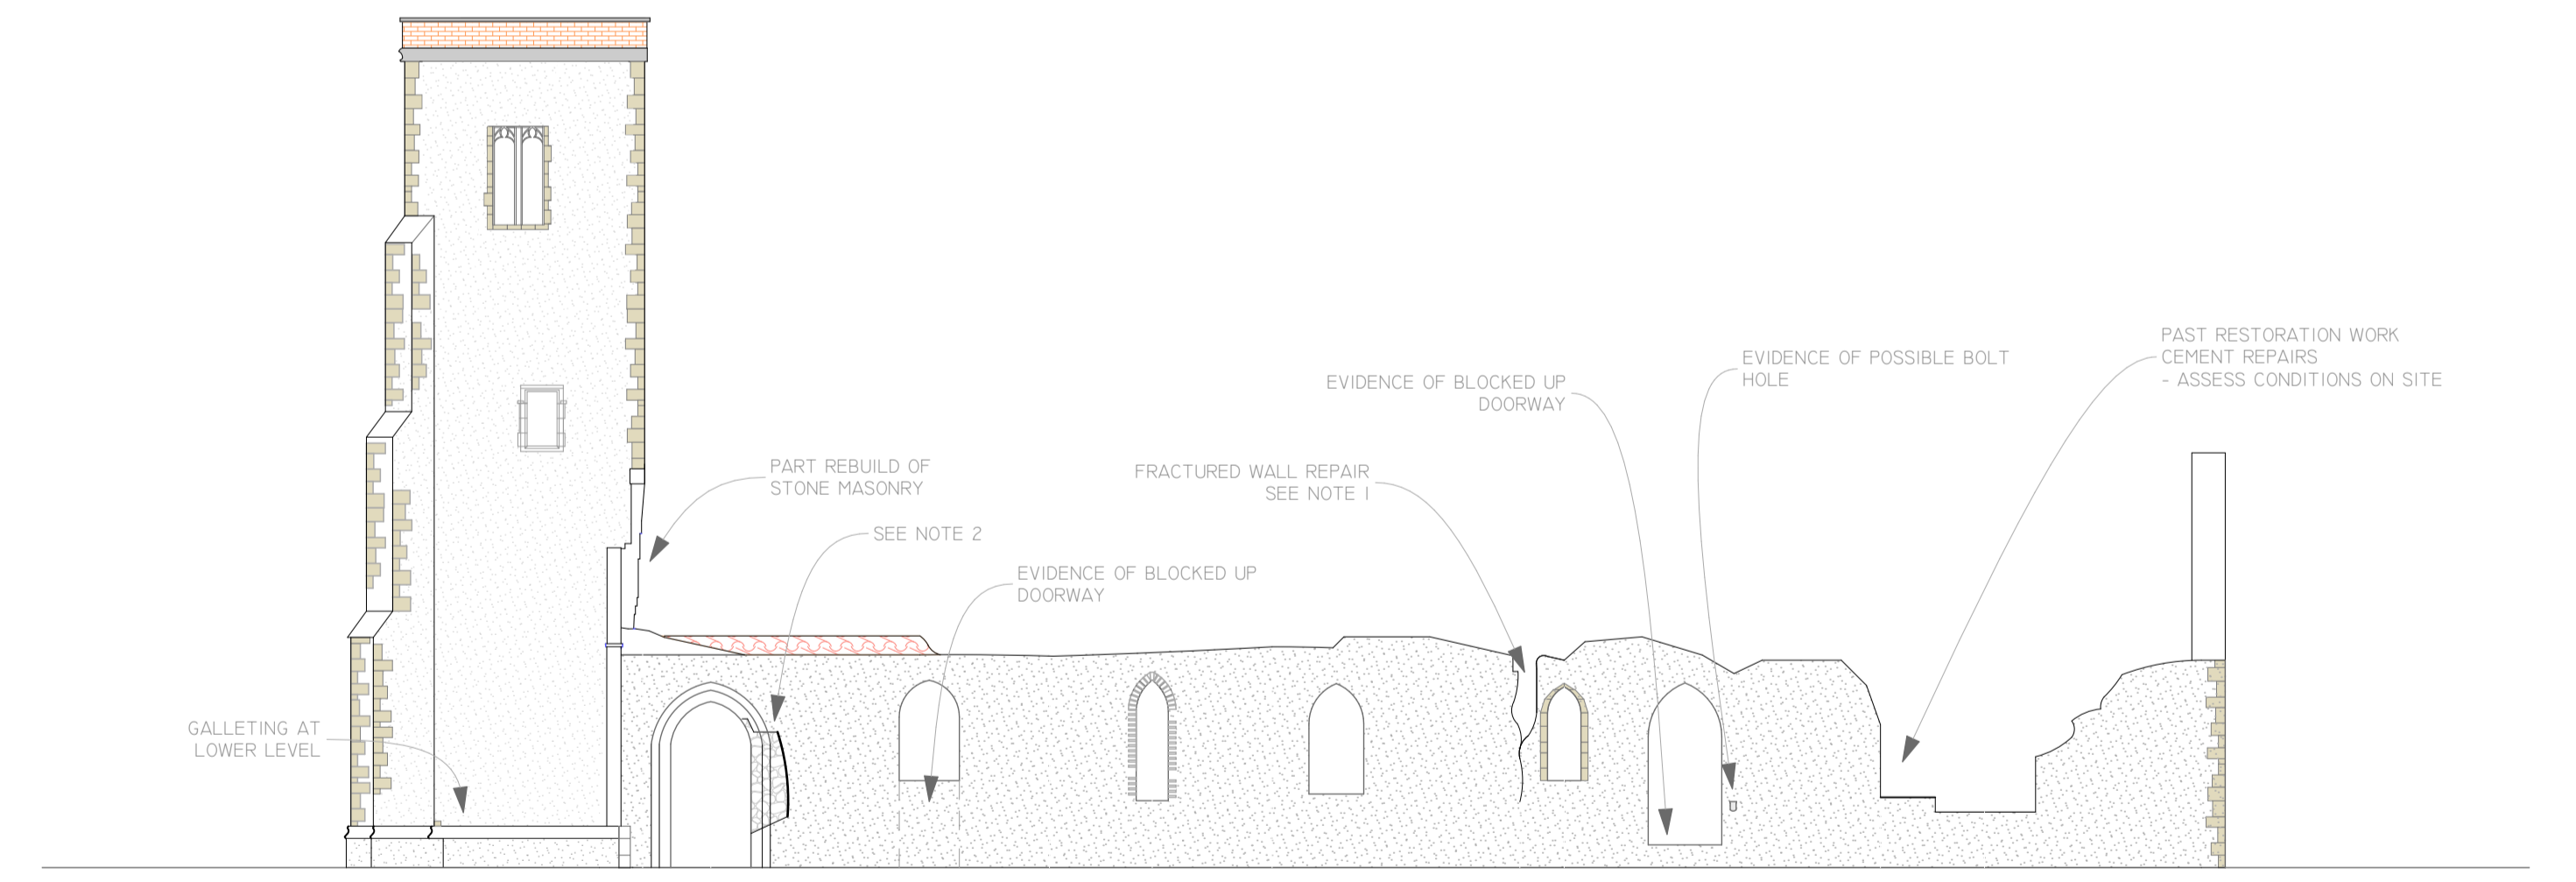 PAST RESTORATION WORK
CEMENT REPAIRS
- ASSESS CONDITIONS ON SITE
EVIDENCE OF POSSIBLE BOLT
HOLE
EVIDENCE OF BLOCKED UP
DOORWAY
PART REBUILD OF
STONE MASONRY
FRACTURED WALL REPAIR
SEE NOTE 1
SEE NOTE 2
EVIDENCE OF BLOCKED UP
DOORWAY
GALLETING AT
LOWER LEVEL